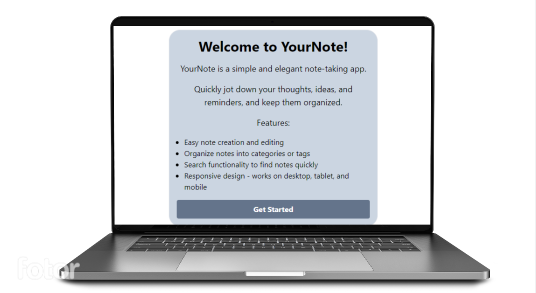 Welcome to YourNote!
YourNote is a simple and elegant note-taking app.
Quickly jot down your thoughts, ideas, and
reminders, and keep them organized.
Features:
Easy note creation and editing
Organize notes into categories or tags
Search functionality to find notes quickly
Responsive design - works on desktop, tablet, and
mobile
Get Started
fotor